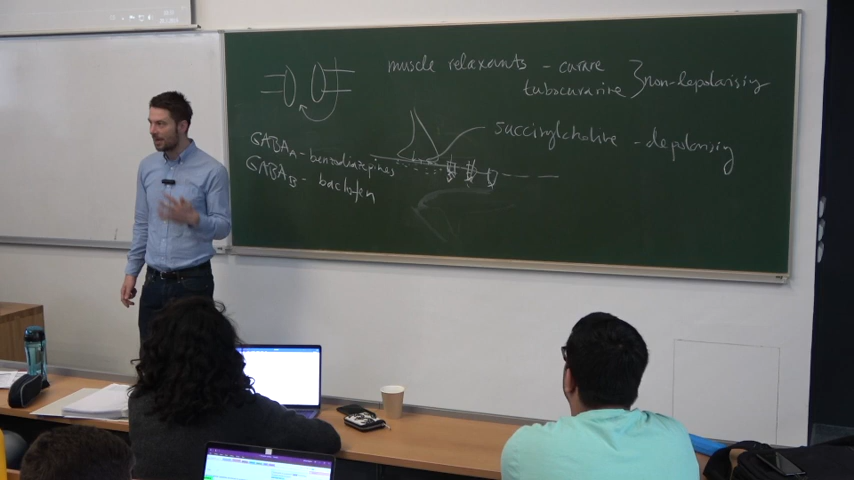 muscle relaxants - curare
tubocurarine } non-depolarising
succinylcholine - depolarising
GABAA - benzodiazepines
GABAB - baclofen